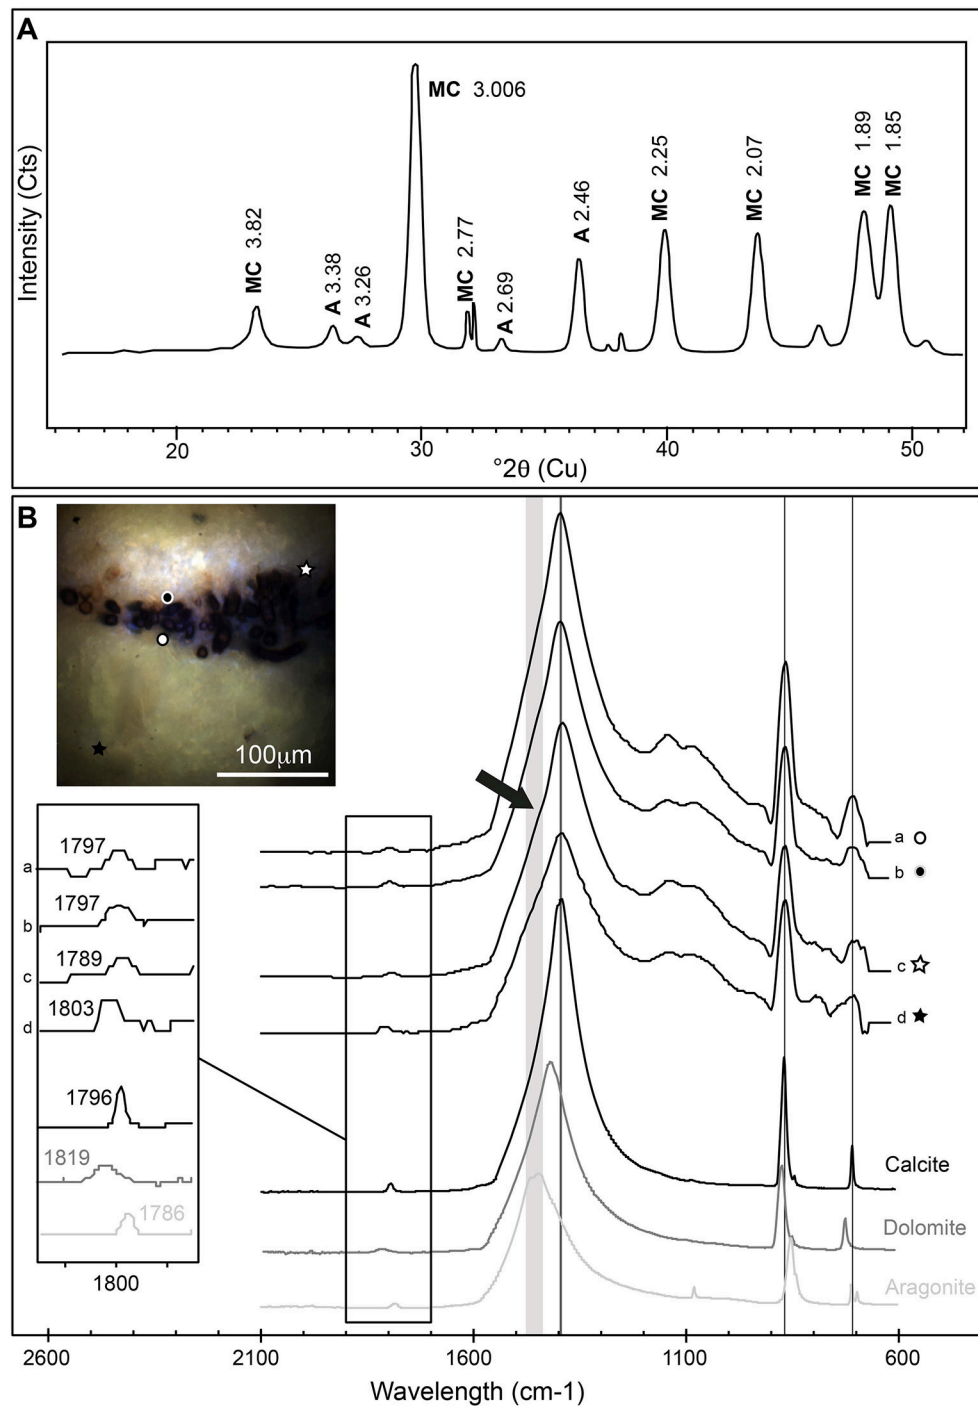 A
Intensity (Cts)
MC 3.82
A 3.38
A 3.26
MC 3.006
MC 2.77
A 2.69
A 2.46
MC 2.25
MC 2.07
MC 1.89
MC 1.85
20
30
40
50
°2θ (Cu)
B
100µm
1797
a
1797
b
1789
c
1803
d
1796
1819
1786
1800
a
b
c
d
Calcite
Dolomite
Aragonite
2600
2100
1600
1100
600
Wavelength (cm-1)